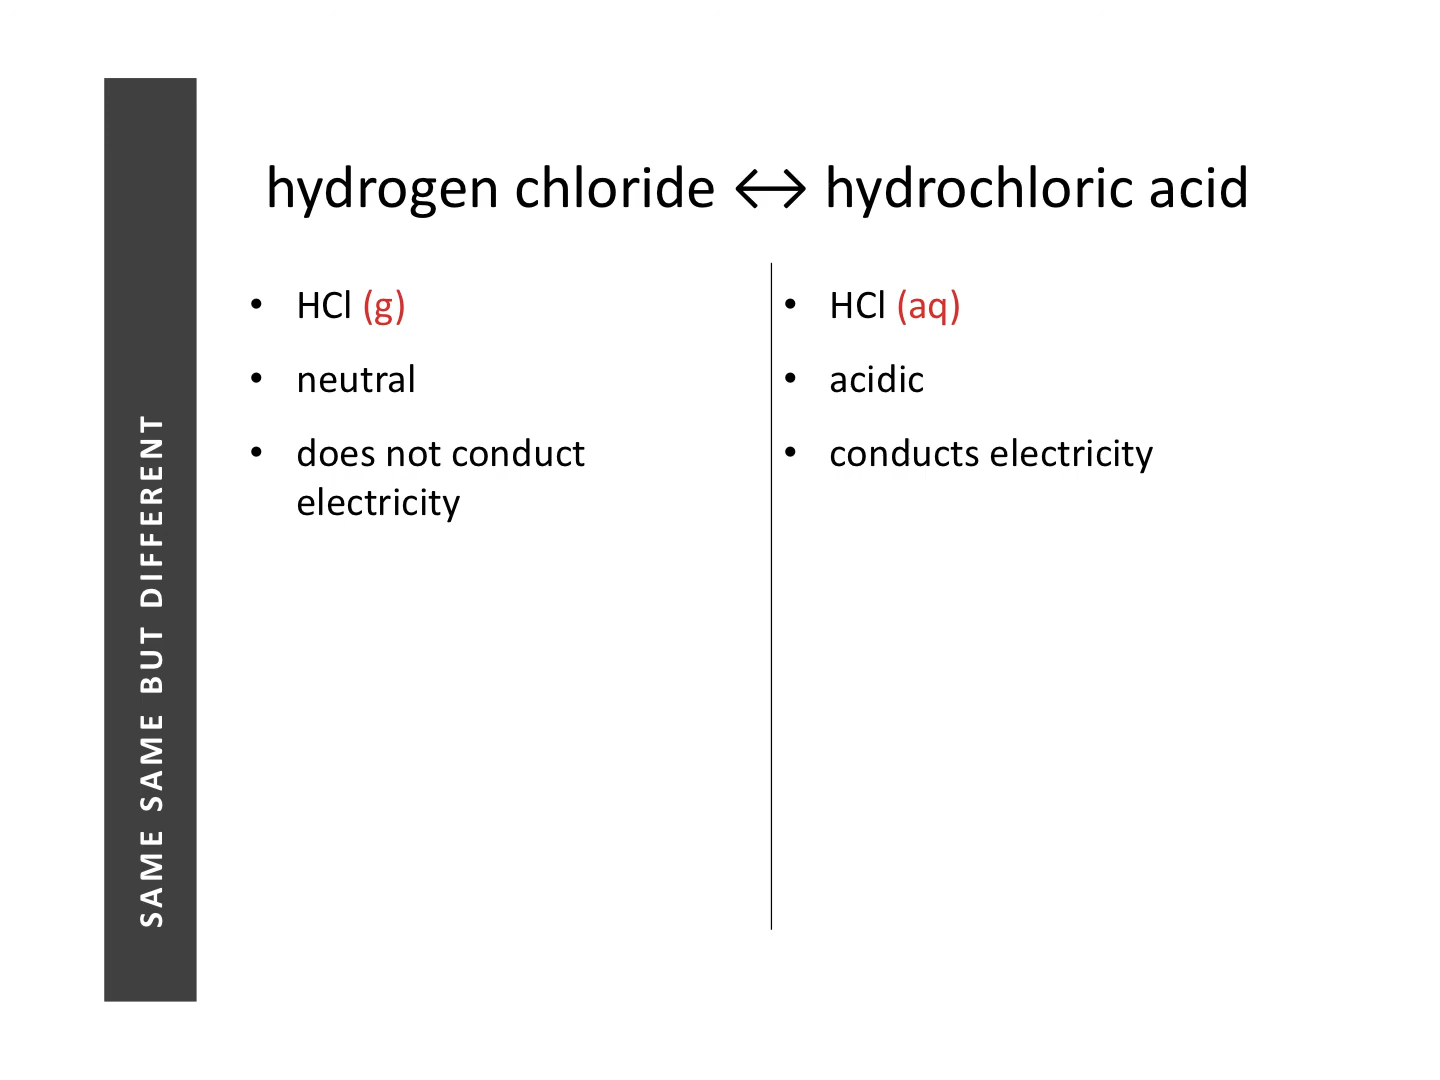 SAME SAME BUT DIFFERENT
hydrogen chloride ↔ hydrochloric acid
• HCl (g)
• neutral
• does not conduct
electricity
• HCl (aq)
• acidic
• conducts electricity